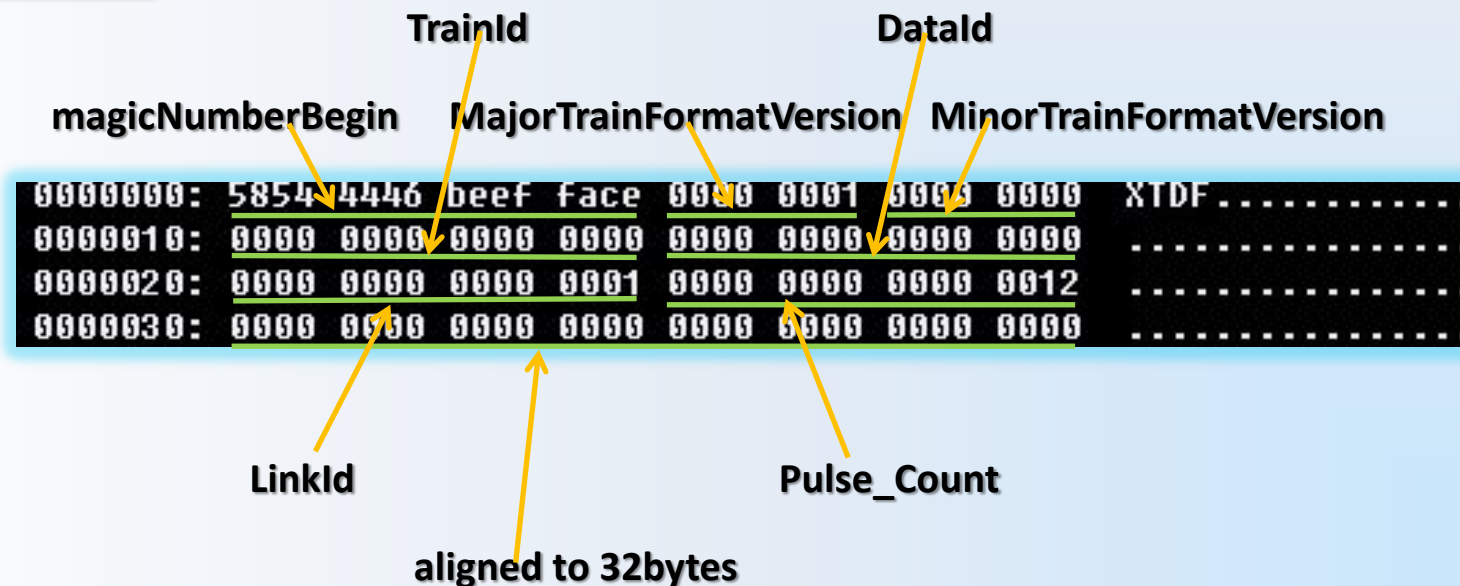 TrainId DataId
magicNumberBegin MajorTrainFormatVersion MinorTrainFormatVersion
0000000: 5854 4446 beef face 0000 0001 0000 0000 XTDF............
0000010: 0000 0000 0000 0000 0000 0000 0000 0000 ................
0000020: 0000 0000 0000 0001 0000 0000 0000 0012 ................
0000030: 0000 0000 0000 0000 0000 0000 0000 0000 ................
LinkId Pulse_Count
aligned to 32bytes